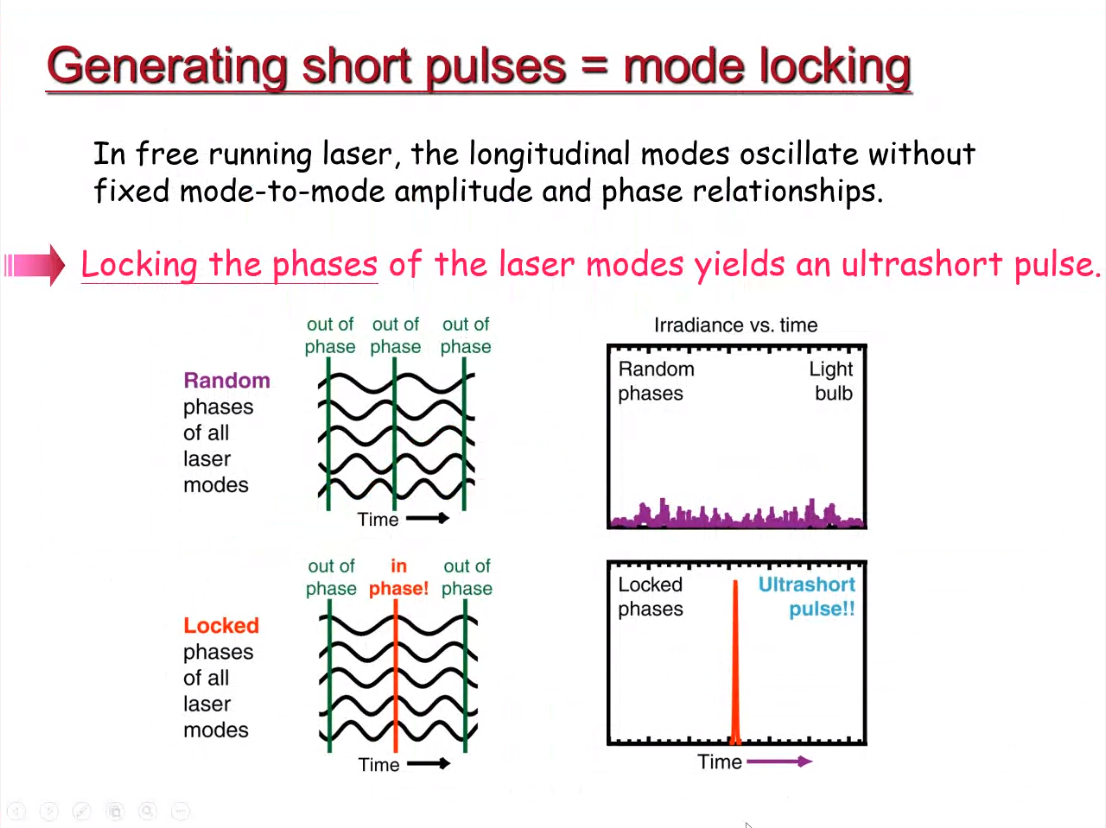 Generating short pulses = mode locking
In free running laser, the longitudinal modes oscillate without
fixed mode-to-mode amplitude and phase relationships.
Locking the phases of the laser modes yields an ultrashort pulse.
out of out of out of
phase phase phase
Random
phases
of all
laser
modes
Time
Irradiance vs. time
Random Light
phases bulb
out of in out of
phase phase! phase
Locked
phases
of all
laser
modes
Time
Locked Ultrashort
phases pulse!!
Time